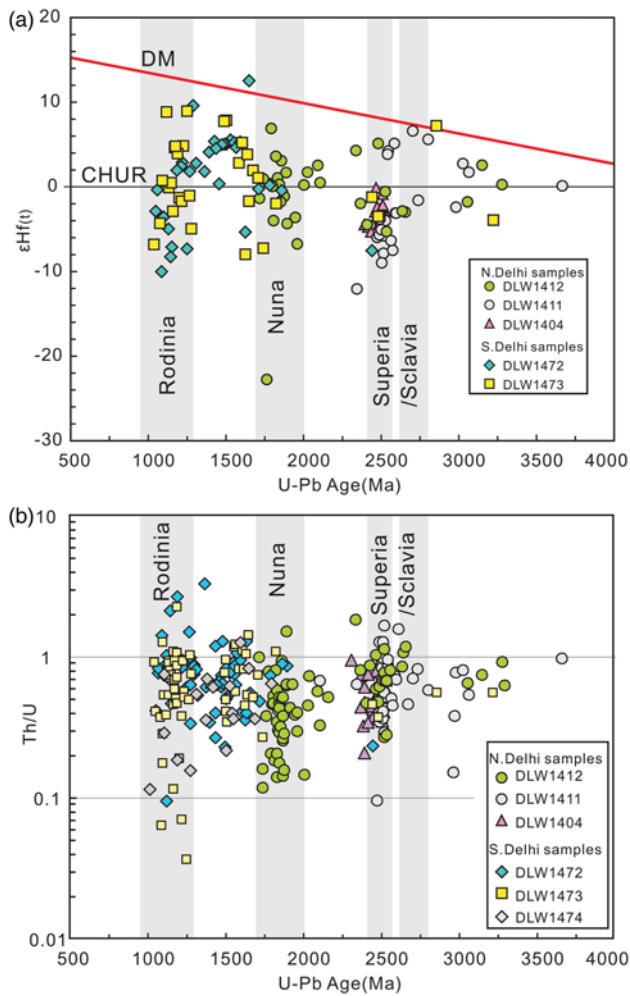 (a)
20
10
0
-10
-20
-30
εHf(t)
DM
CHUR
Rodinia
Nuna
Superia
/Sclavia
N.Delhi samples
DLW1412
DLW1411
DLW1404
S.Delhi samples
DLW1472
DLW1473
500 1000 1500 2000 2500 3000 3500 4000
U-Pb Age(Ma)
(b)
10
1
0.1
0.01
Th/U
Rodinia
Nuna
Superia
/Sclavia
N.Delhi samples
DLW1412
DLW1411
DLW1404
S.Delhi samples
DLW1472
DLW1473
DLW1474
500 1000 1500 2000 2500 3000 3500 4000
U-Pb Age(Ma)